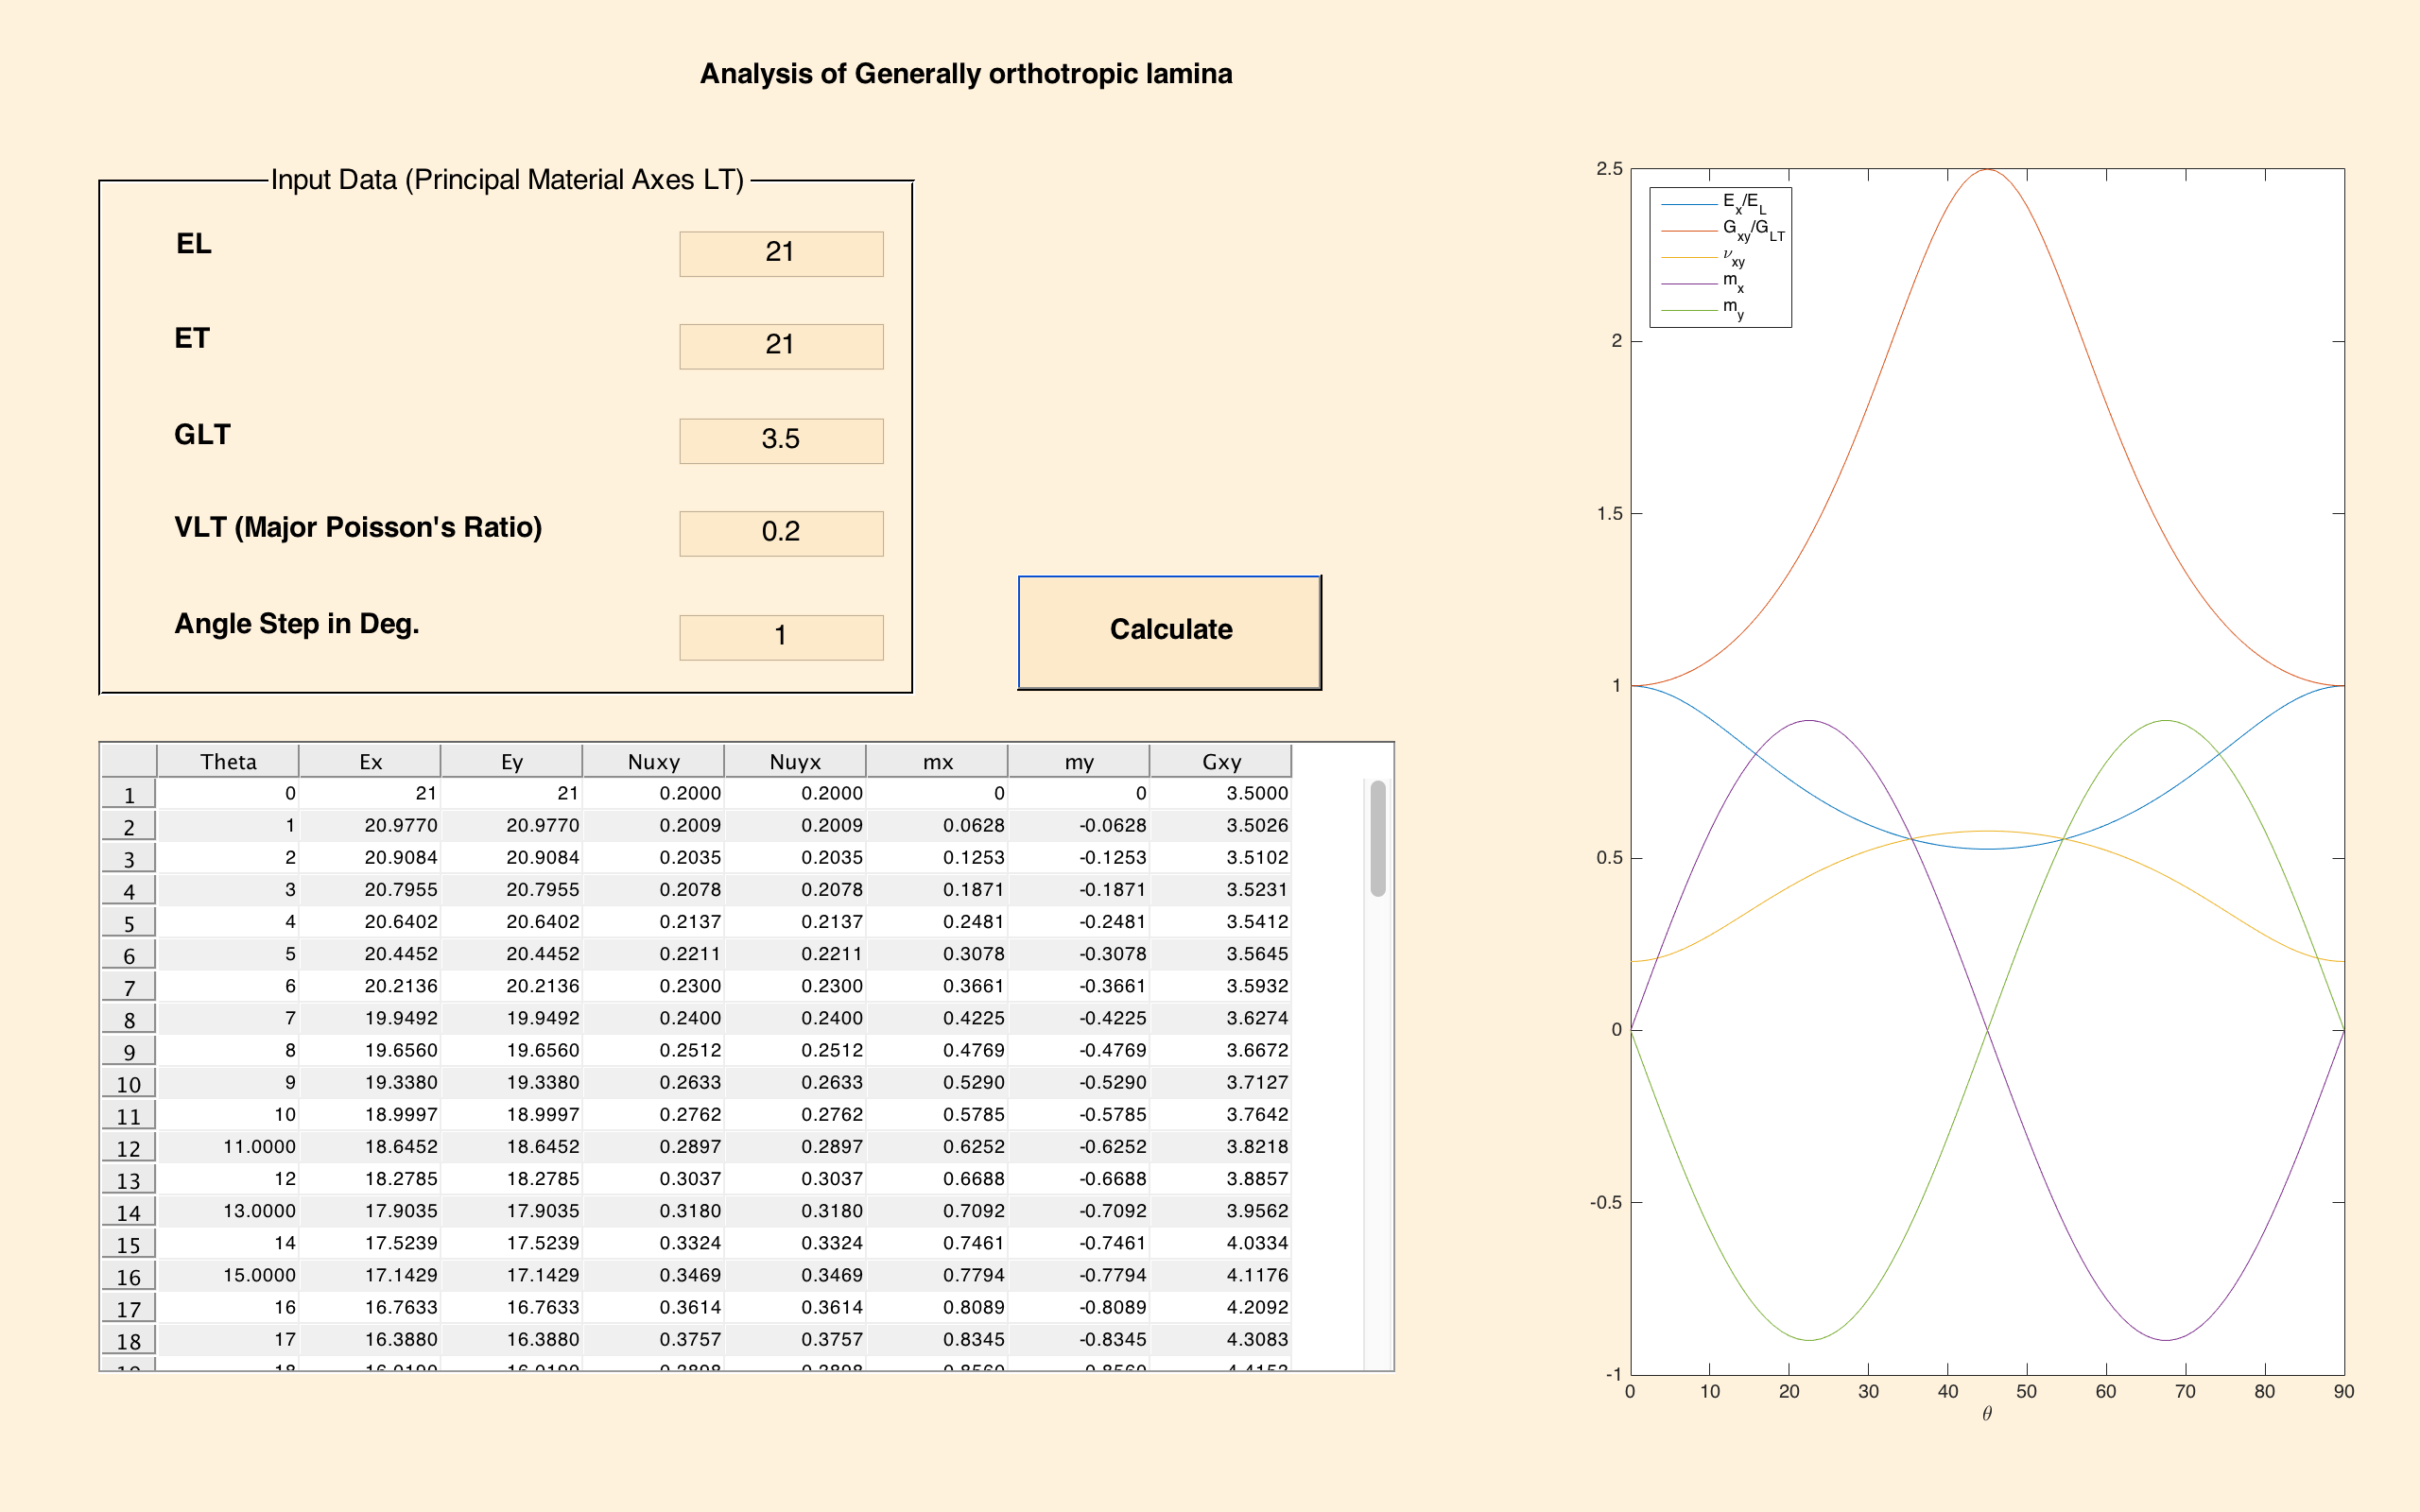 Analysis of Generally orthotropic lamina
Input Data (Principal Material Axes LT)
EL 21
ET 21
GLT 3.5
VLT (Major Poisson's Ratio) 0.2
Angle Step in Deg. 1
Calculate
Theta Ex Ey Nuxy Nuyx mx my Gxy
1 0 21 21 0.2000 0.2000 0 0 3.5000
2 1 20.9770 20.9770 0.2009 0.2009 0.0628 -0.0628 3.5026
3 2 20.9084 20.9084 0.2035 0.2035 0.1253 -0.1253 3.5102
4 3 20.7955 20.7955 0.2078 0.2078 0.1871 -0.1871 3.5231
5 4 20.6402 20.6402 0.2137 0.2137 0.2481 -0.2481 3.5412
6 5 20.4452 20.4452 0.2211 0.2211 0.3078 -0.3078 3.5645
7 6 20.2136 20.2136 0.2300 0.2300 0.3661 -0.3661 3.5932
8 7 19.9492 19.9492 0.2400 0.2400 0.4225 -0.4225 3.6274
9 8 19.6560 19.6560 0.2512 0.2512 0.4769 -0.4769 3.6672
10 9 19.3380 19.3380 0.2633 0.2633 0.5290 -0.5290 3.7127
11 10 18.9997 18.9997 0.2762 0.2762 0.5785 -0.5785 3.7642
12 11.0000 18.6452 18.6452 0.2897 0.2897 0.6252 -0.6252 3.8218
13 12 18.2785 18.2785 0.3037 0.3037 0.6688 -0.6688 3.8857
14 13.0000 17.9035 17.9035 0.3180 0.3180 0.7092 -0.7092 3.9562
15 14 17.5239 17.5239 0.3324 0.3324 0.7461 -0.7461 4.0334
16 15.0000 17.1429 17.1429 0.3469 0.3469 0.7794 -0.7794 4.1176
17 16 16.7633 16.7633 0.3614 0.3614 0.8089 -0.8089 4.2092
18 17 16.3880 16.3880 0.3757 0.3757 0.8345 -0.8345 4.3083
E_x/E_L
G_xy/G_LT
ν_xy
m_x
m_y
2.5
2
1.5
1
0.5
0
-0.5
-1
0 10 20 30 40 50 60 70 80 90
θ